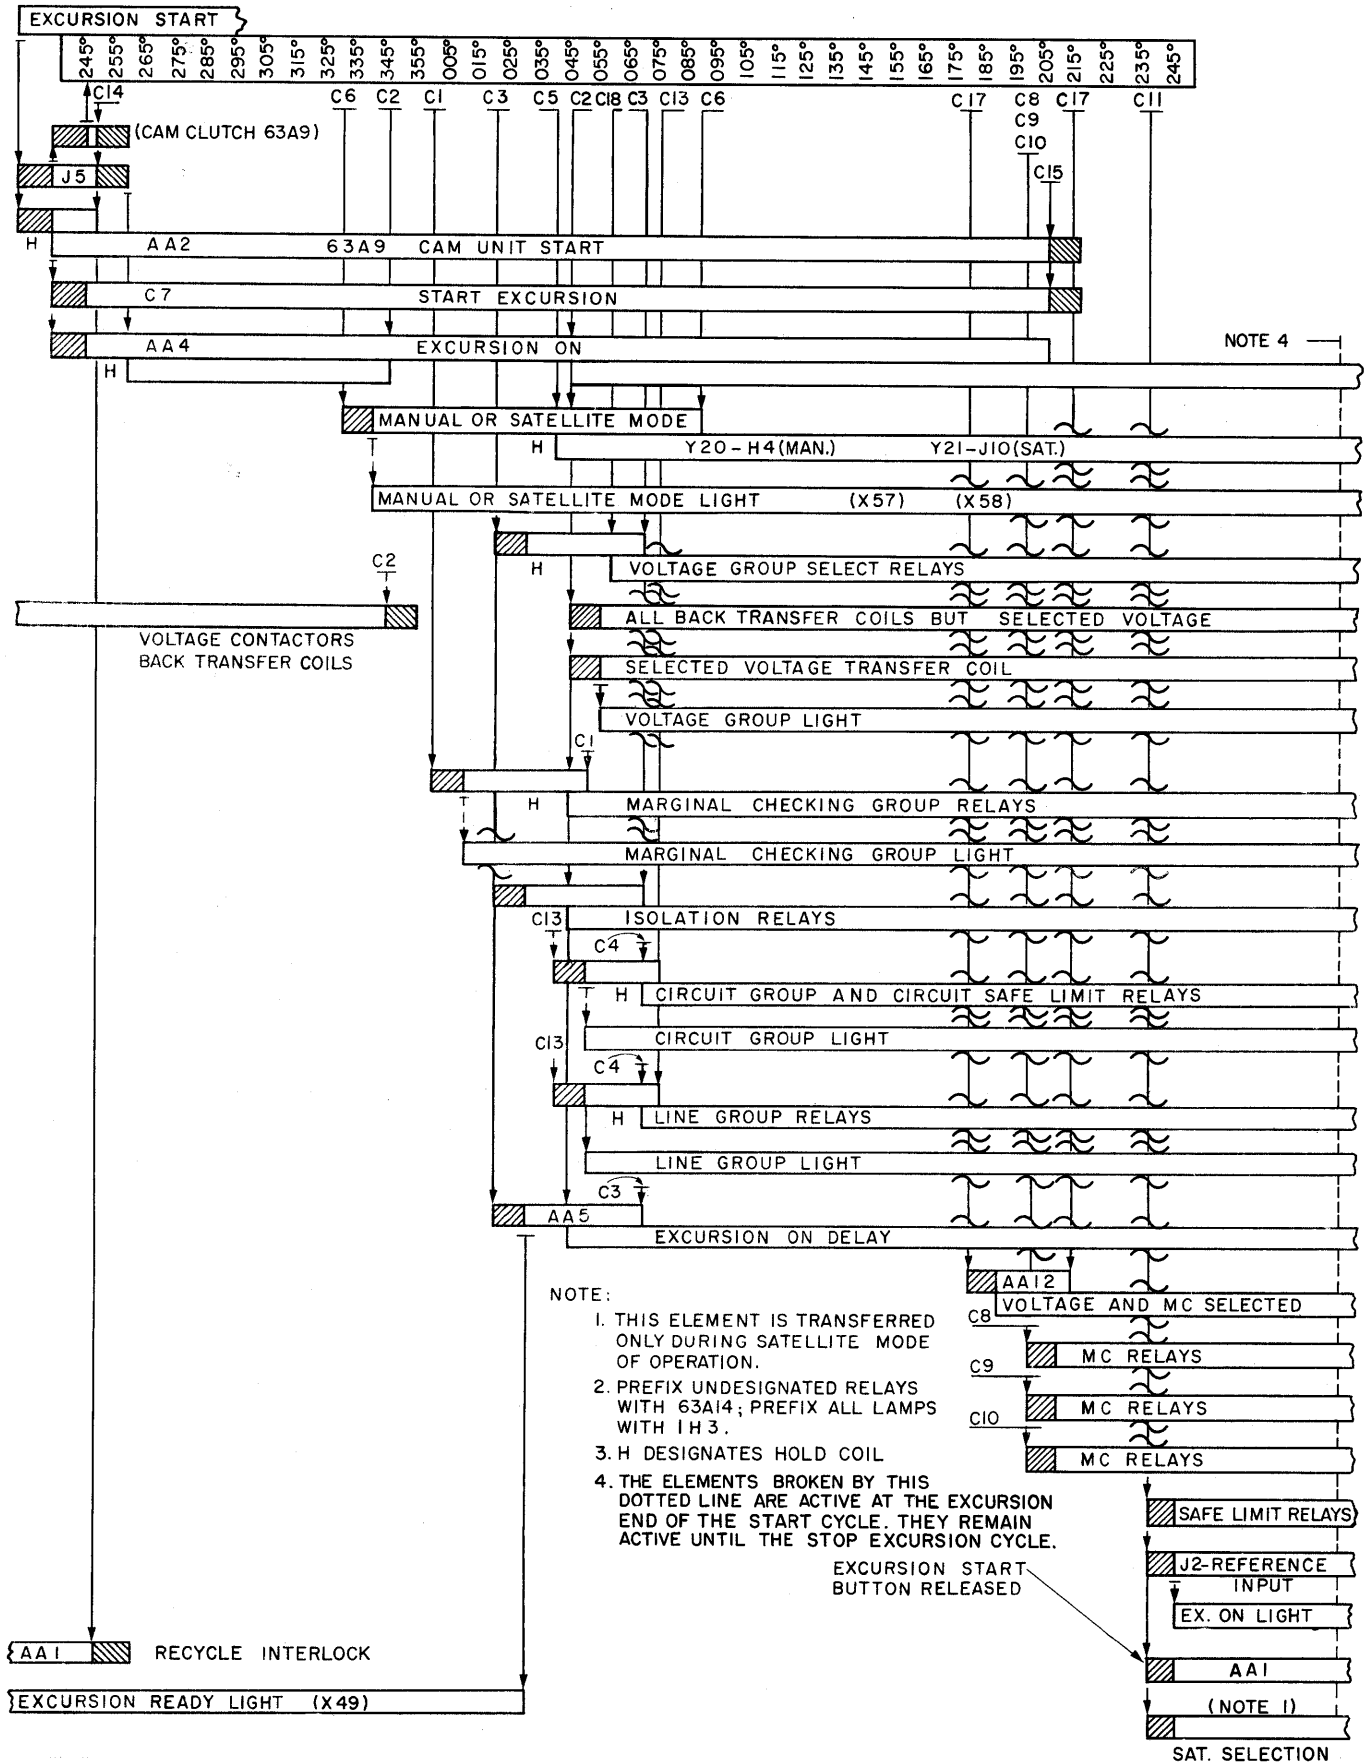 EXCURSION START
245° 255° 265° 275° 285° 295° 305° 315° 325° 335° 345° 355° 005° 015° 025° 035° 045° 055° 065° 075° 085° 095° 105° 115° 125° 135° 145° 155° 165° 175° 185° 195° 205° 215° 225° 235° 245°
C14
C6 C2 C1 C3 C5 C2 C18 C3 C13 C6 C17 C8 C17 C11
C9
C10
(CAM CLUTCH 63A9)
C15
J5
H AA2 63A9 CAM UNIT START
C7 START EXCURSION
NOTE 4
AA4 EXCURSION ON
H
MANUAL OR SATELLITE MODE
H Y20-H4(MAN.) Y21-J10(SAT.)
MANUAL OR SATELLITE MODE LIGHT (X57) (X58)
C2
H VOLTAGE GROUP SELECT RELAYS
ALL BACK TRANSFER COILS BUT SELECTED VOLTAGE
VOLTAGE CONTACTORS
BACK TRANSFER COILS
SELECTED VOLTAGE TRANSFER COIL
VOLTAGE GROUP LIGHT
C1
H MARGINAL CHECKING GROUP RELAYS
MARGINAL CHECKING GROUP LIGHT
C13 ISOLATION RELAYS
C4
H CIRCUIT GROUP AND CIRCUIT SAFE LIMIT RELAYS
C13 CIRCUIT GROUP LIGHT
C4
H LINE GROUP RELAYS
LINE GROUP LIGHT
C3
AA5
EXCURSION ON DELAY
AA12
VOLTAGE AND MC SELECTED
C8
MC RELAYS
C9
MC RELAYS
C10
MC RELAYS
NOTE:
1. THIS ELEMENT IS TRANSFERRED
ONLY DURING SATELLITE MODE
OF OPERATION.
2. PREFIX UNDESIGNATED RELAYS
WITH 63A14; PREFIX ALL LAMPS
WITH 1H3.
3. H DESIGNATES HOLD COIL
4. THE ELEMENTS BROKEN BY THIS
DOTTED LINE ARE ACTIVE AT THE EXCURSION
END OF THE START CYCLE. THEY REMAIN
ACTIVE UNTIL THE STOP EXCURSION CYCLE.
SAFE LIMIT RELAYS
EXCURSION START
BUTTON RELEASED
J2-REFERENCE
INPUT
EX. ON LIGHT
AA1 RECYCLE INTERLOCK
AA1
EXCURSION READY LIGHT (X49)
(NOTE 1)
SAT. SELECTION